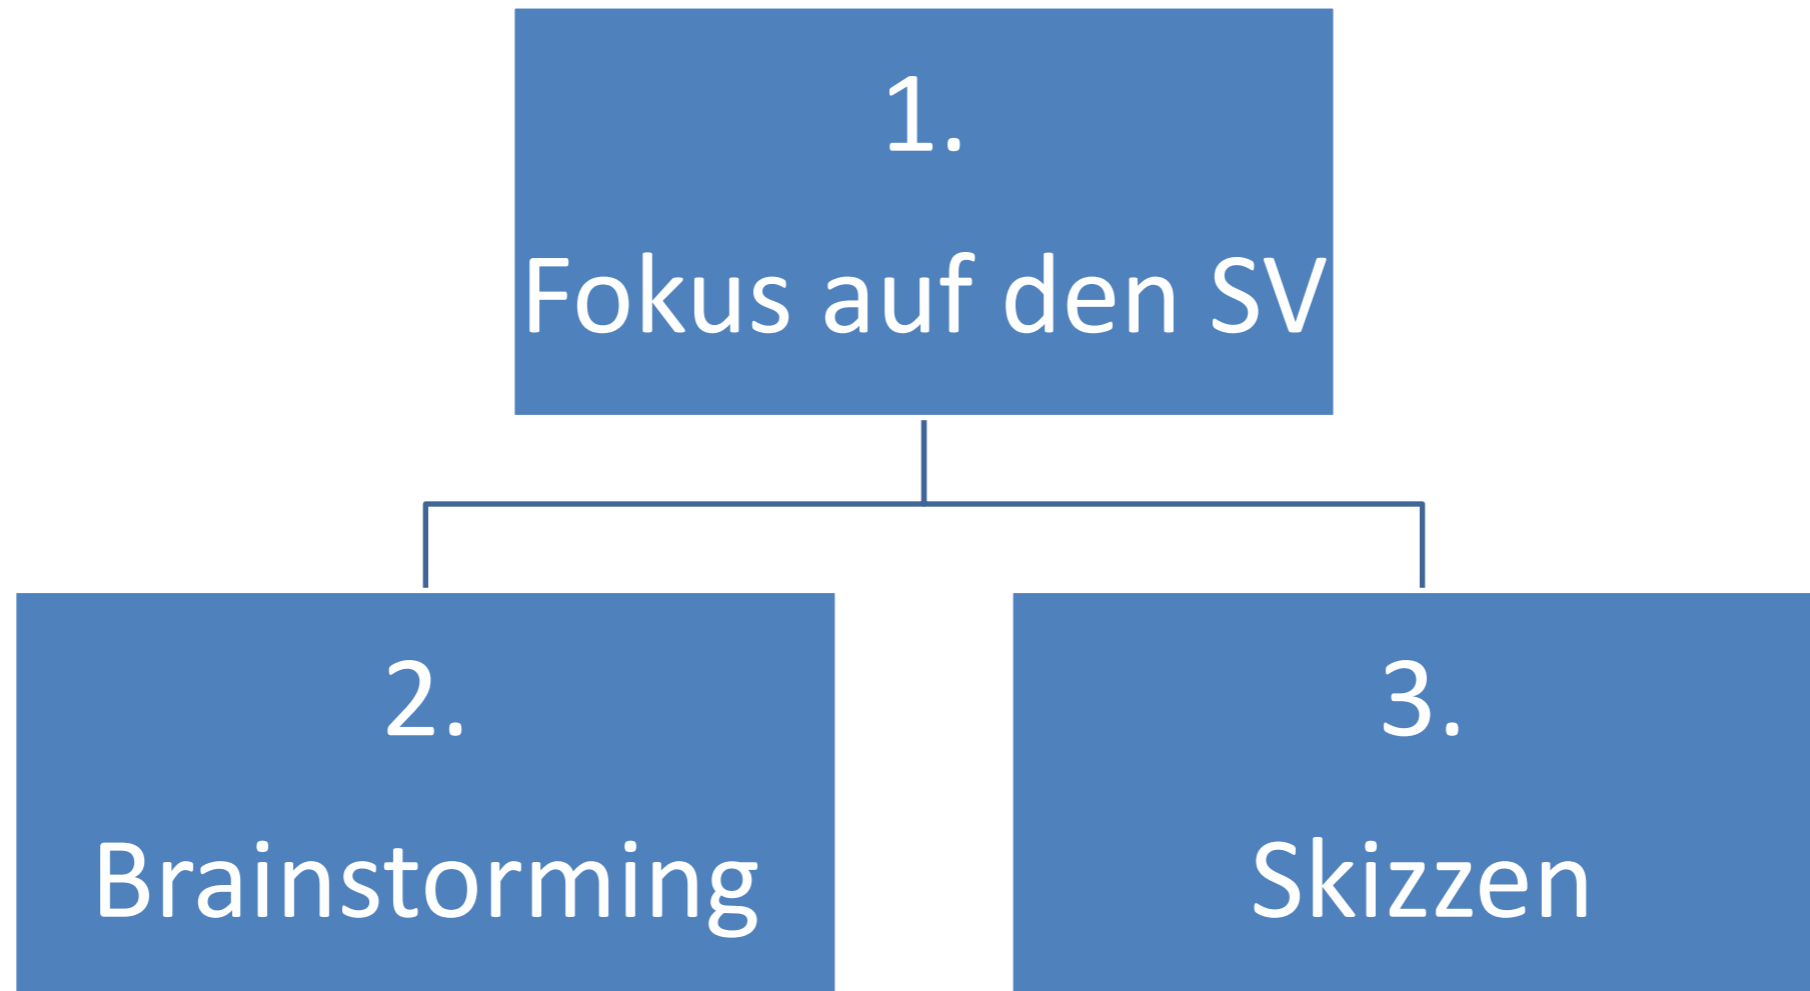 1.
Fokus auf den SV
2.
Brainstorming
3.
Skizzen